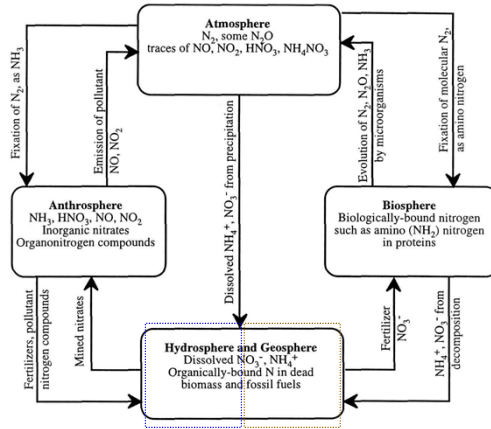 Atmosphere
N₂, some N₂O
traces of NO, NO₂, HNO₃, NH₄NO₃
Fixation of N₂, as NH₃
Emission of pollutant
NO, NO₂
Dissolved NH₄⁺, NO₃⁻ from precipitation
Evolution of N₂, N₂O, NH₃
by microorganisms
Fixation of molecular N₂,
as amino nitrogen
Anthrosphere
NH₃, HNO₃, NO, NO₂
Inorganic nitrates
Organonitrogen compounds
Biosphere
Biologically-bound nitrogen
such as amino (NH₂) nitrogen
in proteins
Fertilizers, pollutant
nitrogen compounds
Mined nitrates
Fertilizer
NO₃⁻
NH₄⁺, NO₃⁻ from
decomposition
Hydrosphere and Geosphere
Dissolved NO₃⁻, NH₄⁺
Organically-bound N in dead
biomass and fossil fuels